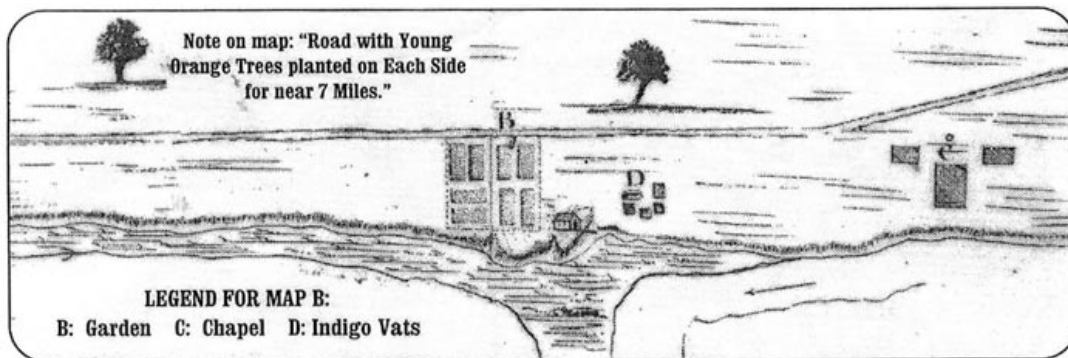 Note on map: “Road with Young
Orange Trees planted on Each Side
for near 7 Miles.”
B
D
C
LEGEND FOR MAP B:
B: Garden C: Chapel D: Indigo Vats